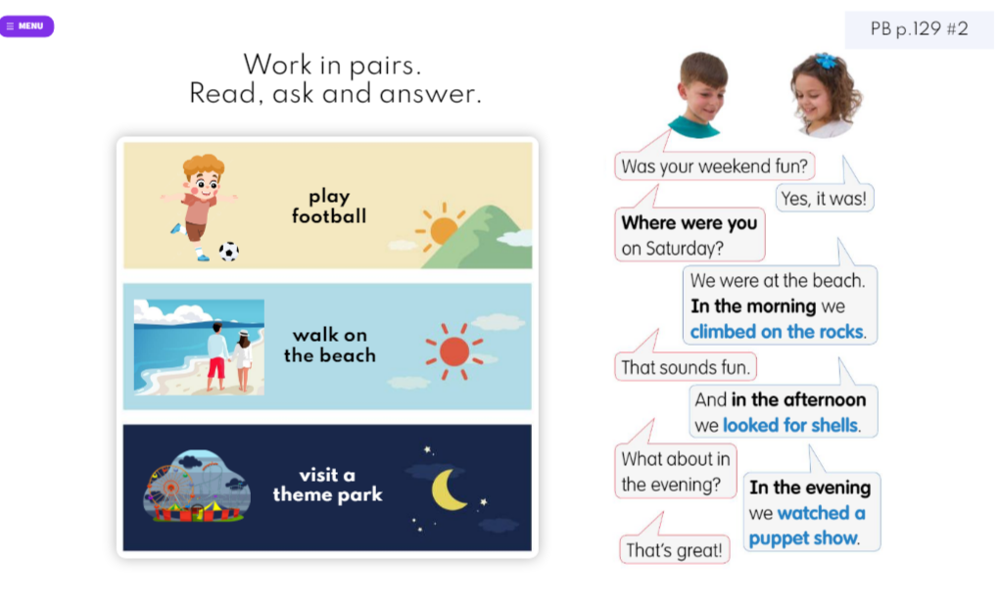 MENU
PB p.129 #2
Work in pairs.
Read, ask and answer.
play
football
walk on
the beach
visit a
theme park
Was your weekend fun?
Yes, it was!
Where were you
on Saturday?
We were at the beach.
In the morning we
climbed on the rocks.
That sounds fun.
And in the afternoon
we looked for shells.
What about in
the evening?
In the evening
we watched a
puppet show.
That's great!